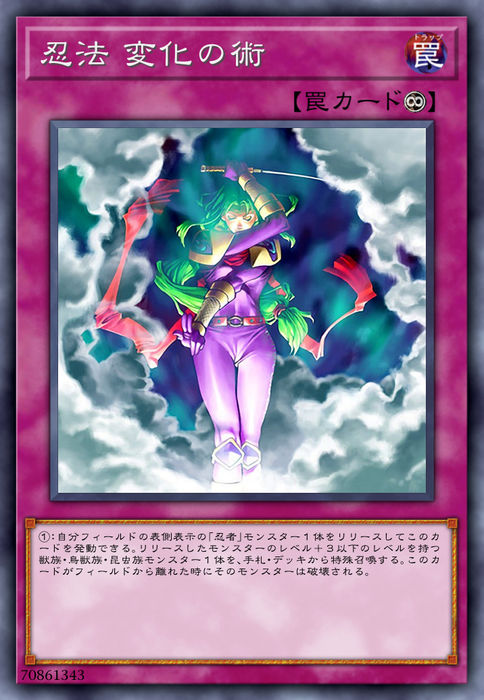 忍法 変化の術
トラップ
罠
【罠カード】
①:自分フィールドの表側表示の「忍者」モンスター1体をリリースしてこのカ
ードを発動できる。リリースしたモンスターのレベル+3以下のレベルを持つ
獣族・鳥獣族・昆虫族モンスター1体を、手札・デッキから特殊召喚する。このカ
ードがフィールドから離れた時にそのモンスターは破壊される。
70861343